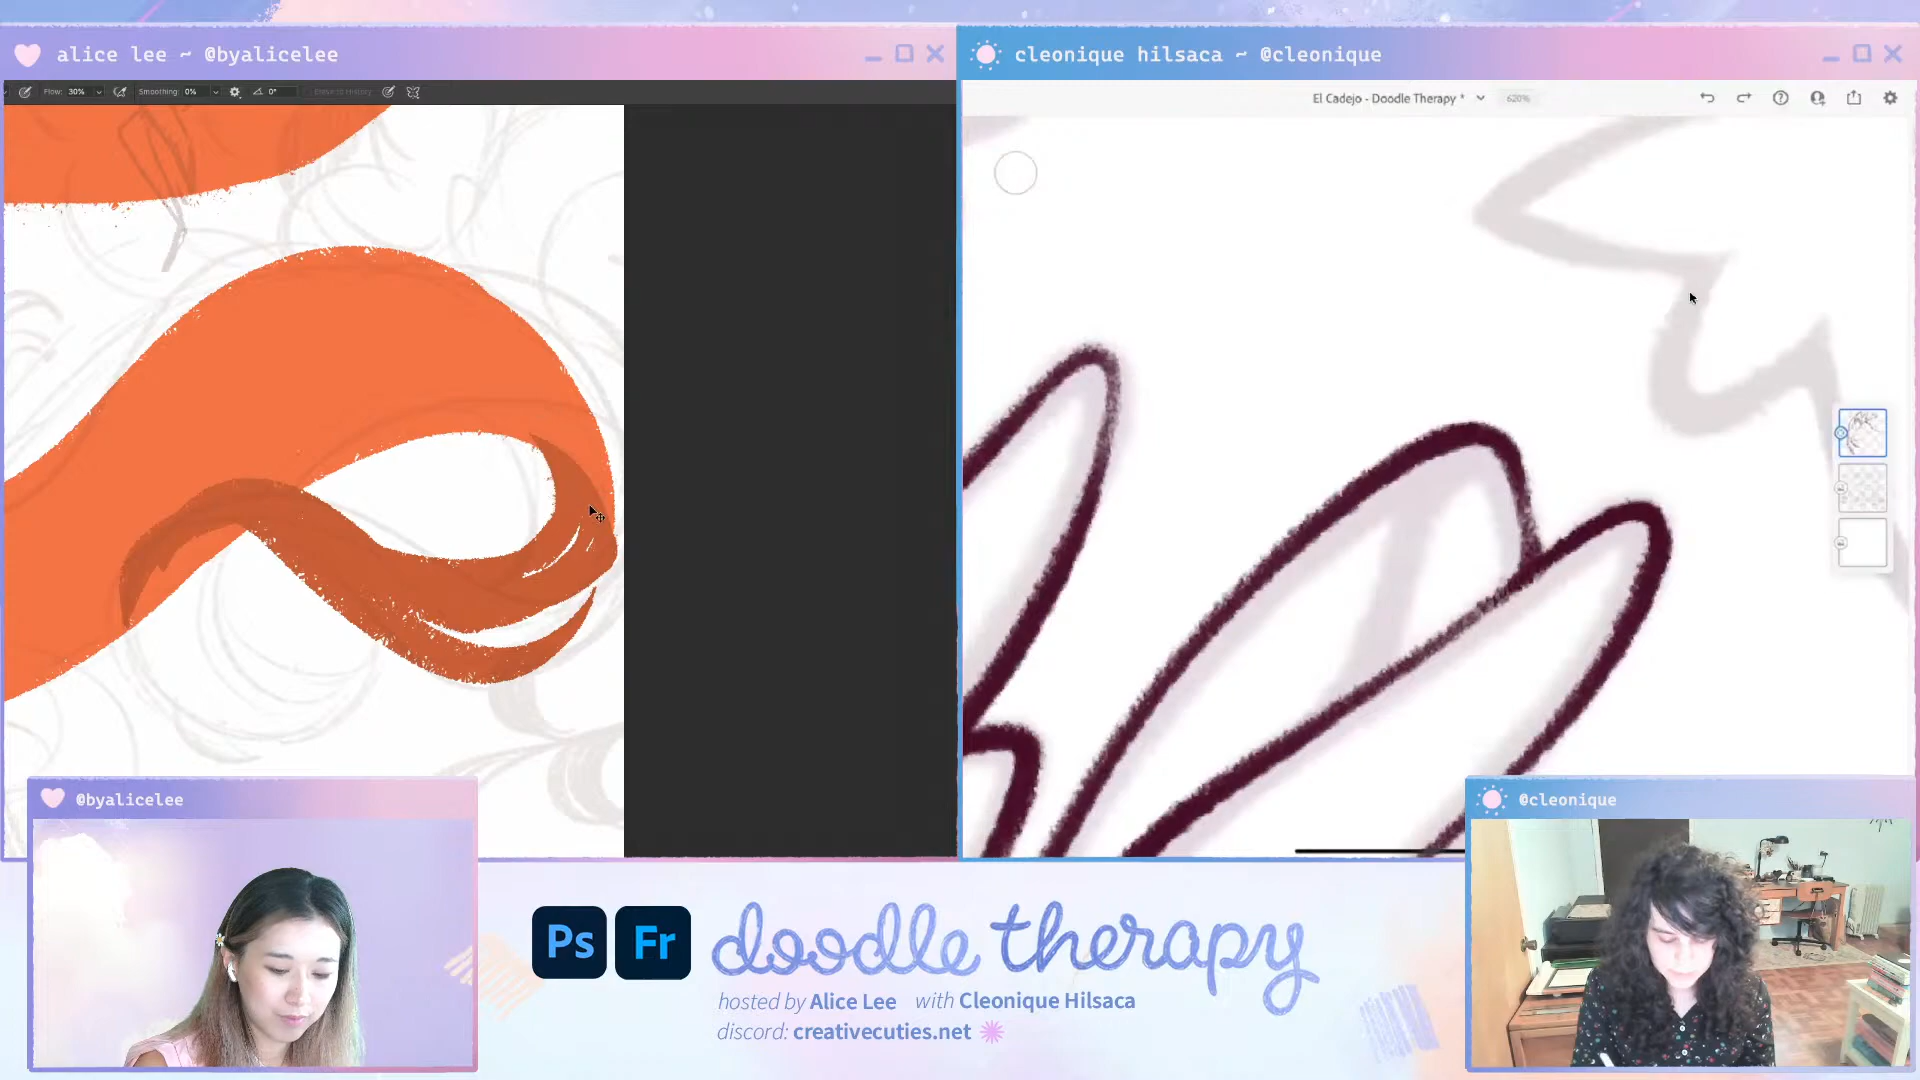 alice lee ~ @byalicelee
cleonique hilsaca ~ @cleonique
Flow: 30% Smoothing: 0% 0°
El Cadejo - Doodle Therapy * 620%
@byalicelee
@cleonique
Ps Fr doodle therapy
hosted by Alice Lee with Cleonique Hilsaca
discord: creativecuties.net